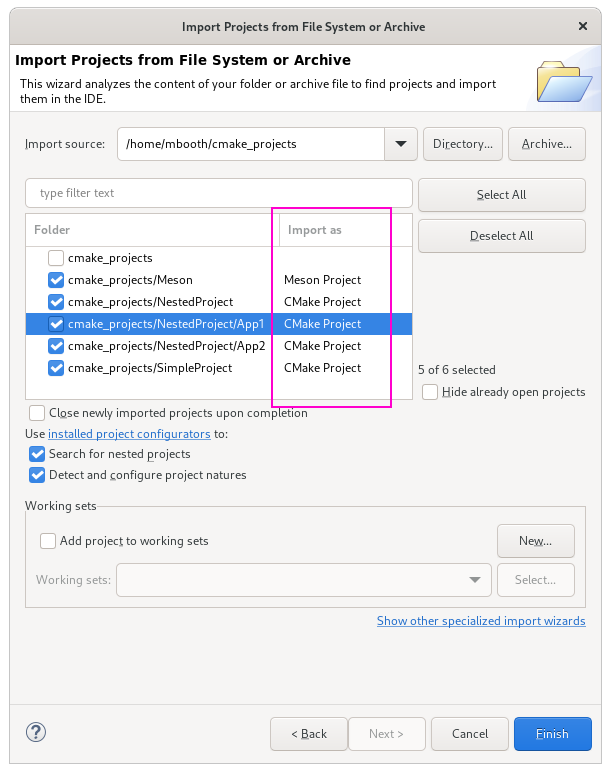 Import Projects from File System or Archive
Import Projects from File System or Archive
This wizard analyzes the content of your folder or archive file to find projects and import
them in the IDE.
Import source: /home/mbooth/cmake_projects Directory... Archive...
type filter text Select All
Folder Import as Deselect All
cmake_projects
cmake_projects/Meson Meson Project
cmake_projects/NestedProject CMake Project
cmake_projects/NestedProject/App1 CMake Project
cmake_projects/NestedProject/App2 CMake Project
cmake_projects/SimpleProject CMake Project
5 of 6 selected
Hide already open projects
Close newly imported projects upon completion
Use installed project configurators to:
Search for nested projects
Detect and configure project natures
Working sets
Add project to working sets New...
Working sets: Select...
Show other specialized import wizards
? < Back Next > Cancel Finish